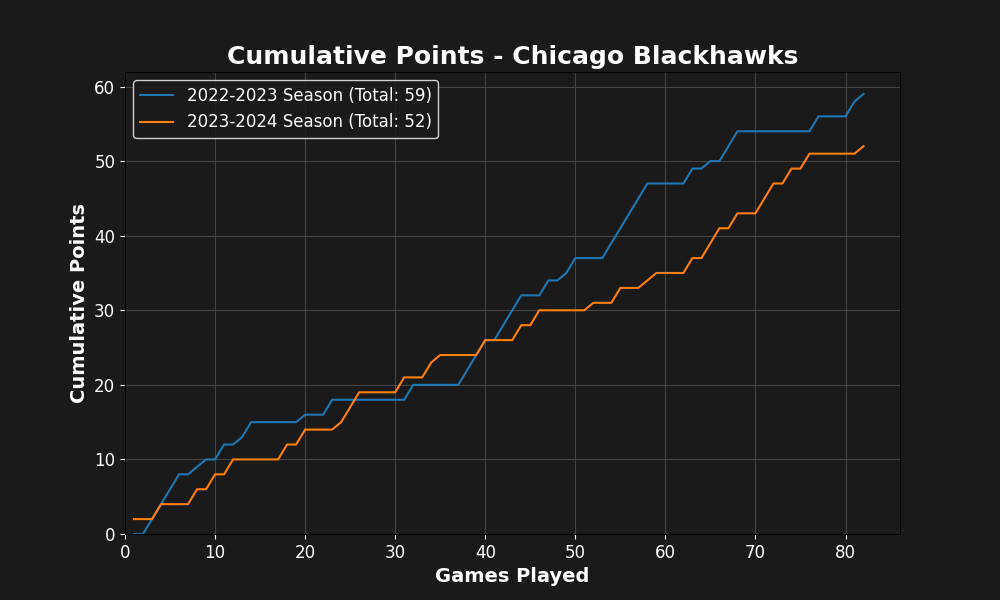 Cumulative Points - Chicago Blackhawks
2022-2023 Season (Total: 59)
2023-2024 Season (Total: 52)
Cumulative Points
60
50
40
30
20
10
0
0 10 20 30 40 50 60 70 80
Games Played